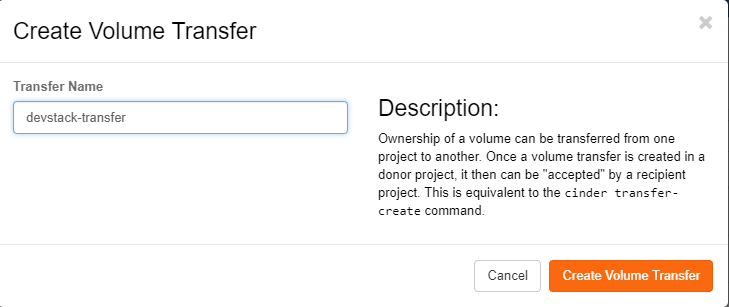 Create Volume Transfer
Transfer Name
devstack-transfer
Description:
Ownership of a volume can be transferred from one
project to another. Once a volume transfer is created in a
donor project, it then can be "accepted" by a recipient
project. This is equivalent to the cinder transfer-
create command.
Cancel
Create Volume Transfer